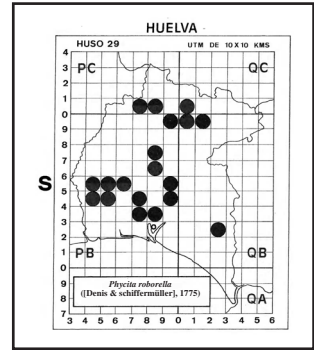 HUELVA
HUSO 29 UTM DE 10 X 10 KMS
4
3 PC QC
2
1
0
9
8
7
6
S 5
4
3
2
1 PB QB
0
9
8 Phycita roborella QA
7 ([Denis & schiffermüller], 1775)
3 4 5 6 7 8 9 0 1 2 3 4 5 6